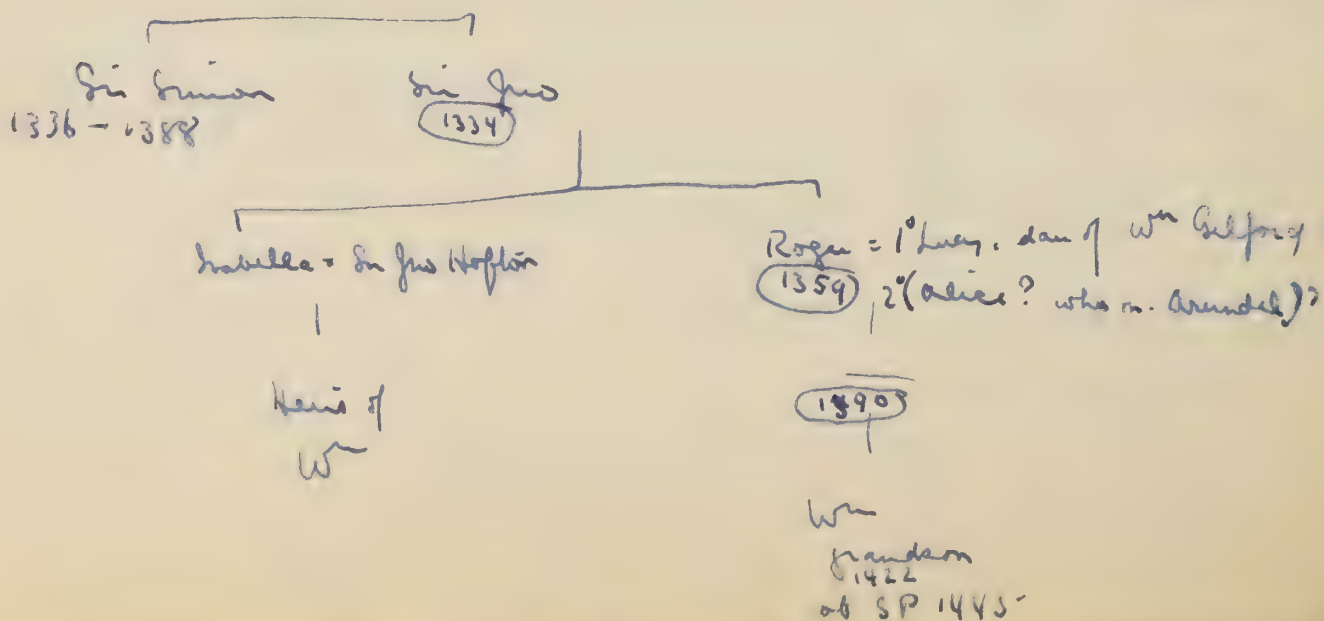 Sir Simon Sir Jno
1336 - 1388 1334
Isabella = Sir Jno Hopton Roger = 1° Lucy. dau of Wm Gilford
1359 2° (Alice? who m. Arundel)?
Heirs of 1390
Wm
Wm
grandson
1422
ob SP 1445